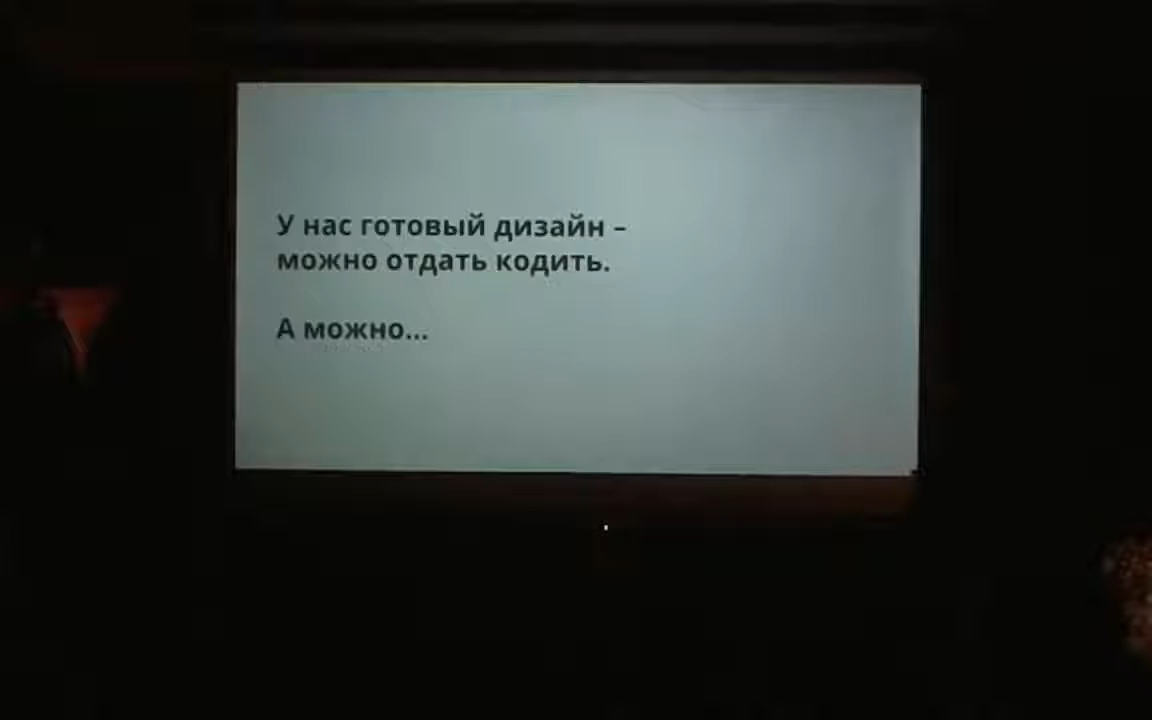 У нас готовый дизайн –
можно отдать кодить.
А можно...